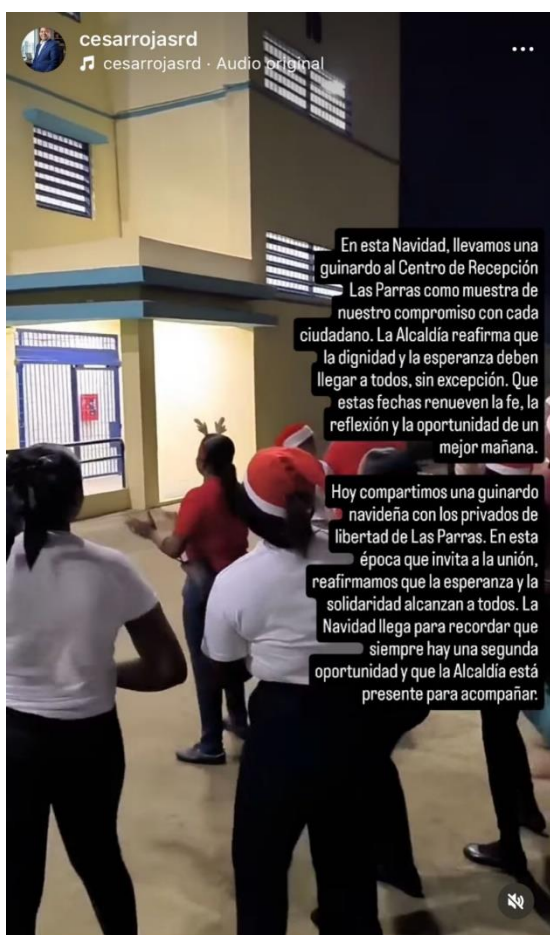 cesarrojasrd
cesarrojasrd · Audio original
En esta Navidad, llevamos una
guinardo al Centro de Recepción
Las Parras como muestra de
nuestro compromiso con cada
ciudadano. La Alcaldía reafirma que
la dignidad y la esperanza deben
llegar a todos, sin excepción. Que
estas fechas renueven la fe, la
reflexión y la oportunidad de un
mejor mañana.
Hoy compartimos una guinardo
navideña con los privados de
libertad de Las Parras. En esta
época que invita a la unión,
reafirmamos que la esperanza y la
solidaridad alcanzan a todos. La
Navidad llega para recordar que
siempre hay una segunda
oportunidad y que la Alcaldía está
presente para acompañar.